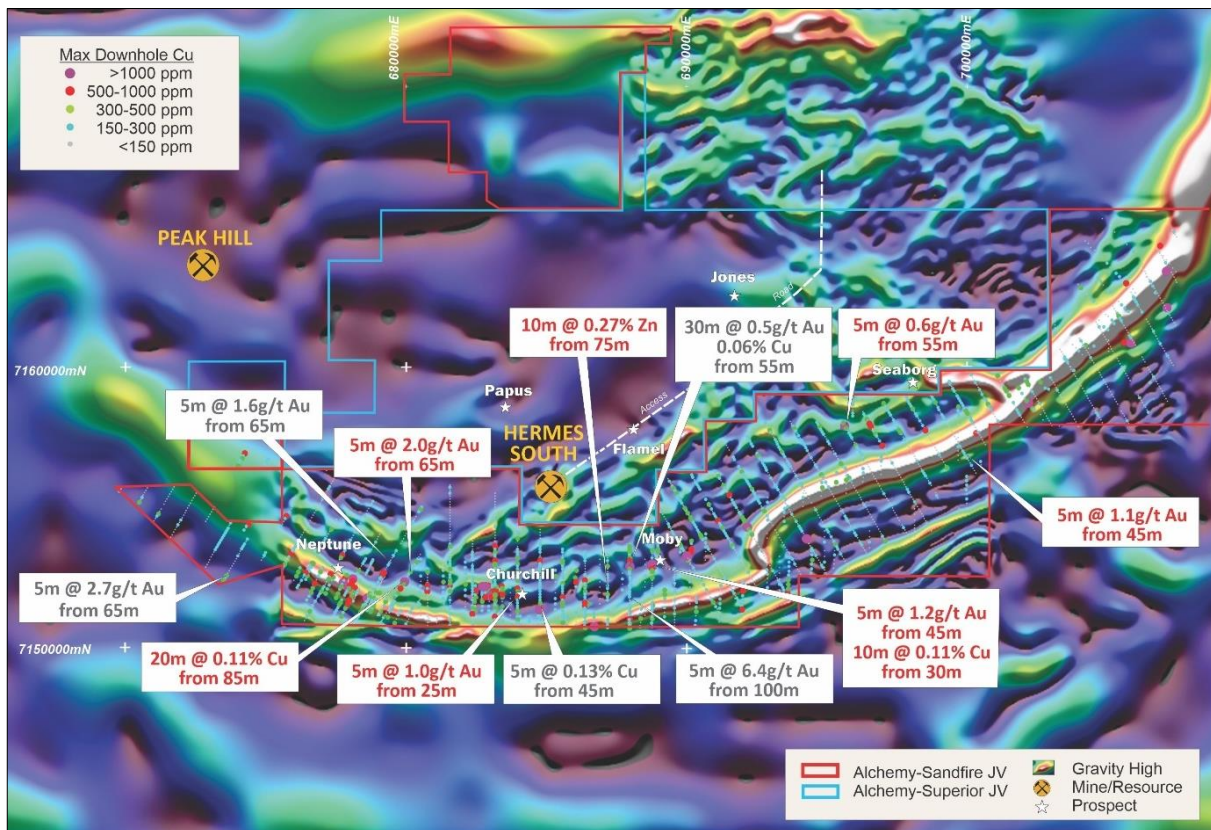 Max Downhole Cu
>1000 ppm
500-1000 ppm
300-500 ppm
150-300 ppm
<150 ppm
680000mE
690000mE
700000mE
PEAK HILL
Jones
Road
10m @ 0.27% Zn
from 75m
30m @ 0.5g/t Au
0.06% Cu
from 55m
5m @ 0.6g/t Au
from 55m
7160000mN
Seaborg
Papus
Access
5m @ 1.6g/t Au
from 65m
5m @ 2.0g/t Au
from 65m
HERMES
SOUTH
Flamel
5m @ 1.1g/t Au
from 45m
Neptune
Moby
Churchill
5m @ 2.7g/t Au
from 65m
7150000mN
20m @ 0.11% Cu
from 85m
5m @ 1.0g/t Au
from 25m
5m @ 0.13% Cu
from 45m
5m @ 6.4g/t Au
from 100m
5m @ 1.2g/t Au
from 45m
10m @ 0.11% Cu
from 30m
Alchemy-Sandfire JV
Alchemy-Superior JV
Gravity High
Mine/Resource
Prospect